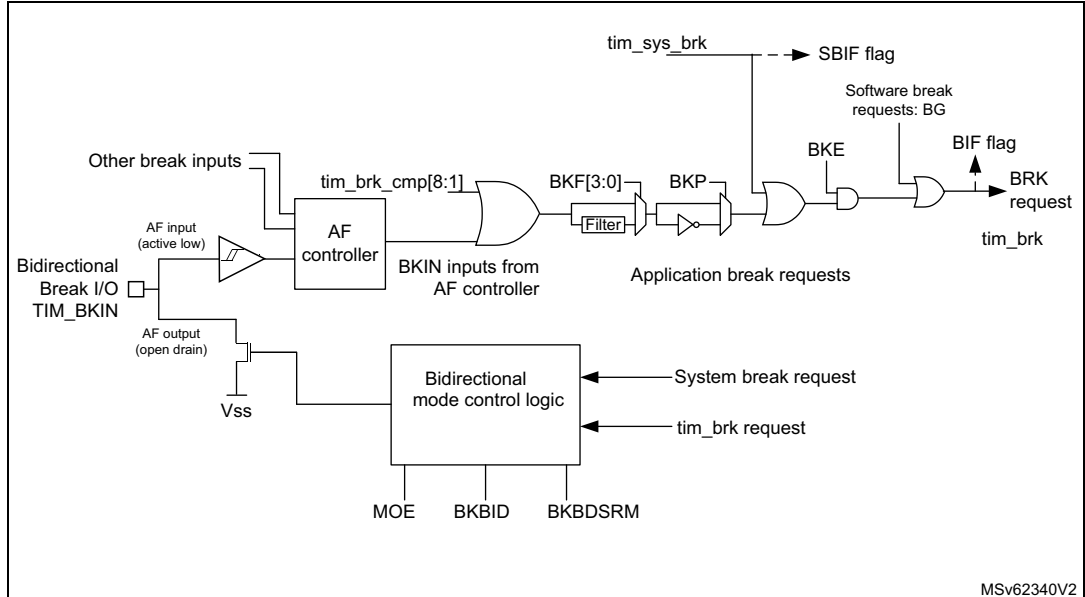 tim_sys_brk
SBIF flag
Software break
requests: BG
BKE
BIF flag
Other break inputs
tim_brk_cmp[8:1]
BKF[3:0]
BKP
BRK
request
Filter
AF input
(active low)
AF
controller
tim_brk
BKIN inputs from
AF controller
Application break requests
Bidirectional
Break I/O
TIM_BKIN
AF output
(open drain)
Vss
Bidirectional
mode control logic
System break request
tim_brk request
MOE
BKBID
BKBDSRM
MSv62340V2